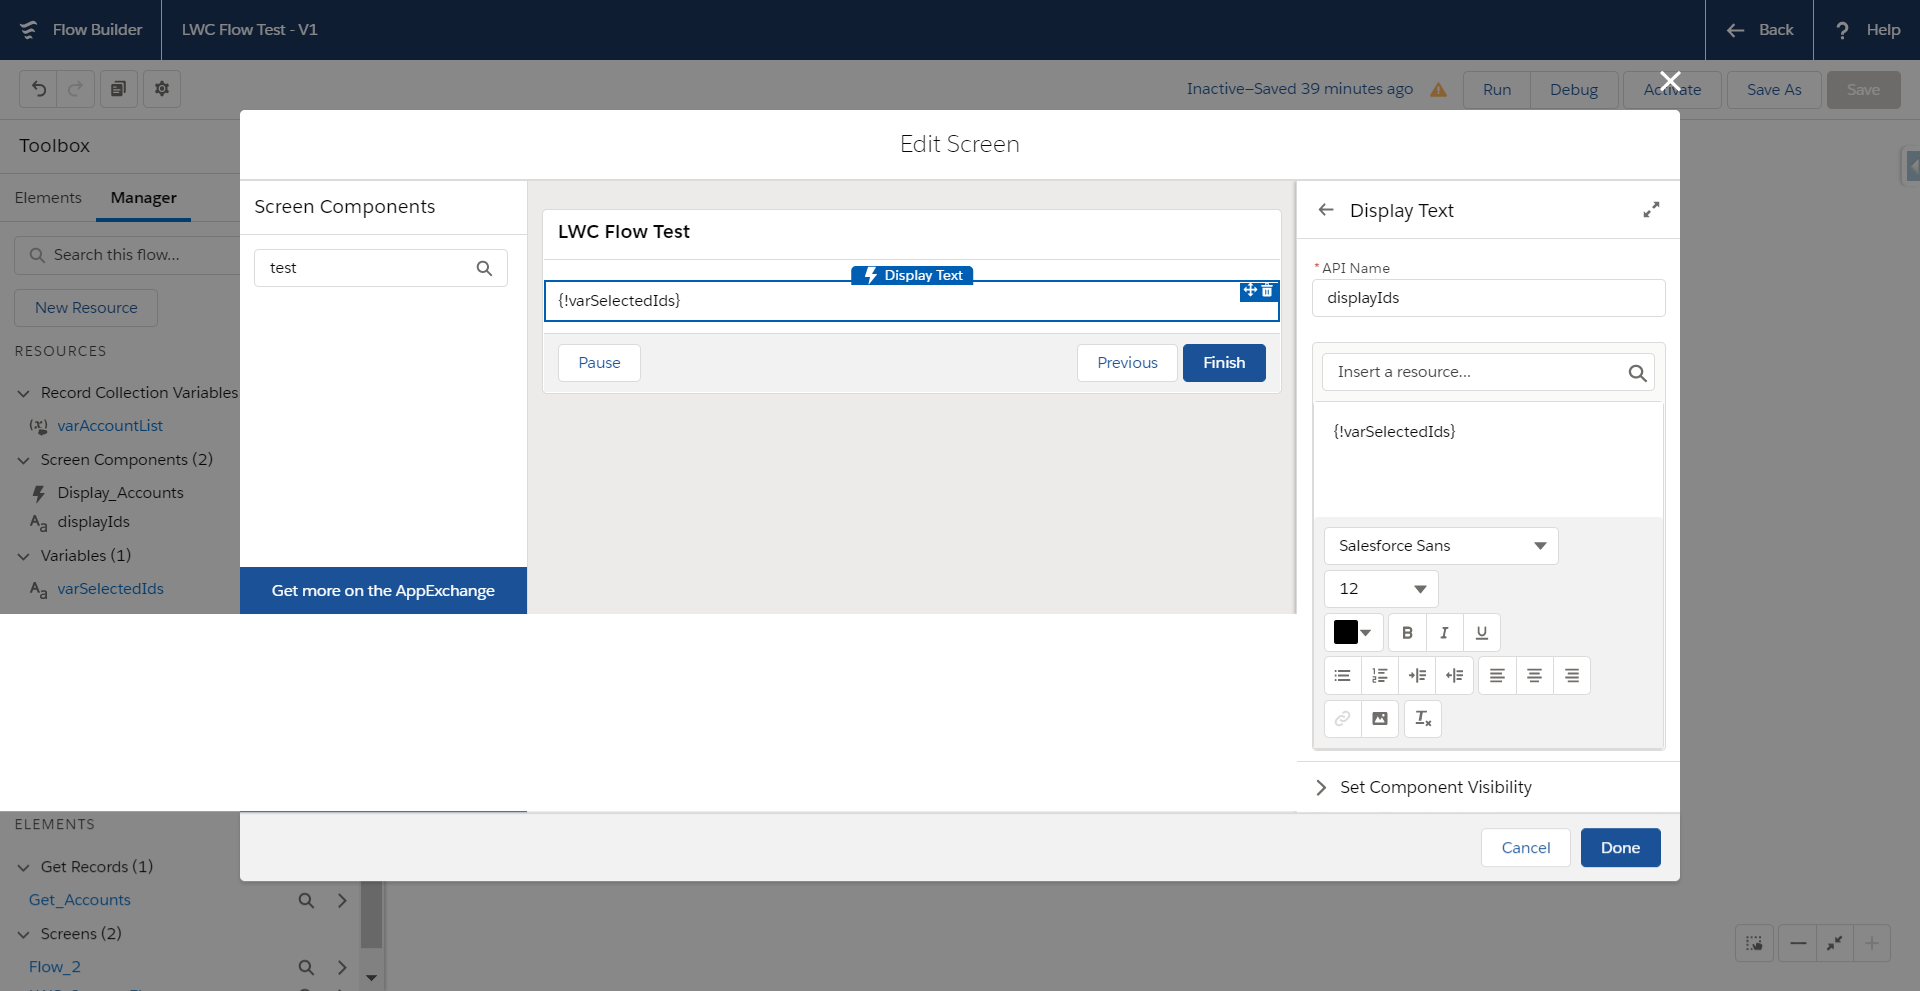 Flow Builder
LWC Flow Test - V1
Back
? Help
Inactive–Saved 39 minutes ago
Run
Debug
Activate
Save As
Save
Toolbox
Elements
Manager
Search this flow...
New Resource
RESOURCES
Record Collection Variables
varAccountList
Screen Components (2)
Display_Accounts
displayIds
Variables (1)
varSelectedIds
ELEMENTS
Get Records (1)
Get_Accounts
Screens (2)
Flow_2
Edit Screen
Screen Components
test
Get more on the AppExchange
LWC Flow Test
Display Text
{!varSelectedIds}
Pause
Previous
Finish
Display Text
* API Name
displayIds
Insert a resource...
{!varSelectedIds}
Salesforce Sans
12
B I U
Set Component Visibility
Cancel
Done